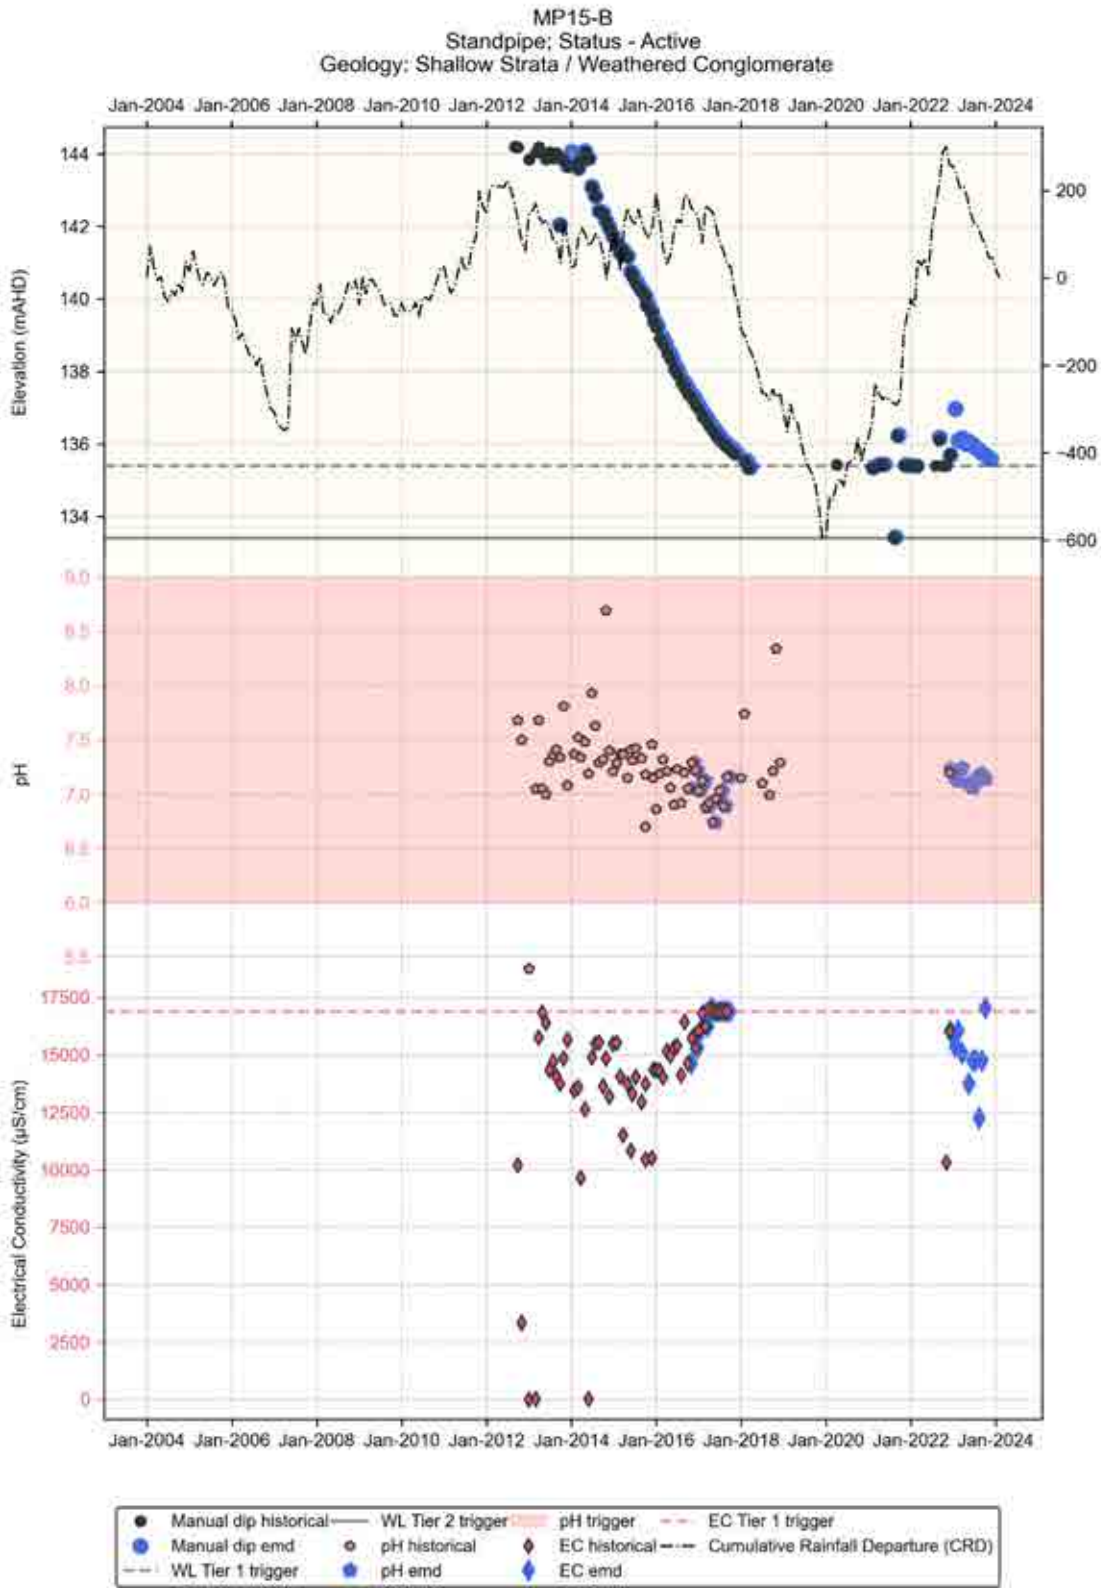 MP15-B
Standpipe; Status - Active
Geology: Shallow Strata / Weathered Conglomerate
Jan-2004 Jan-2006 Jan-2008 Jan-2010 Jan-2012 Jan-2014 Jan-2016 Jan-2018 Jan-2020 Jan-2022 Jan-2024
Elevation (mAHD)
144
142
140
138
136
134
200
0
−200
−400
−600
pH
9.0
8.5
8.0
7.5
7.0
6.5
6.0
5.5
Electrical Conductivity (µS/cm)
17500
15000
12500
10000
7500
5000
2500
0
Jan-2004 Jan-2006 Jan-2008 Jan-2010 Jan-2012 Jan-2014 Jan-2016 Jan-2018 Jan-2020 Jan-2022 Jan-2024
Manual dip historical WL Tier 2 trigger pH trigger EC Tier 1 trigger
Manual dip emd pH historical EC historical Cumulative Rainfall Departure (CRD)
WL Tier 1 trigger pH emd EC emd